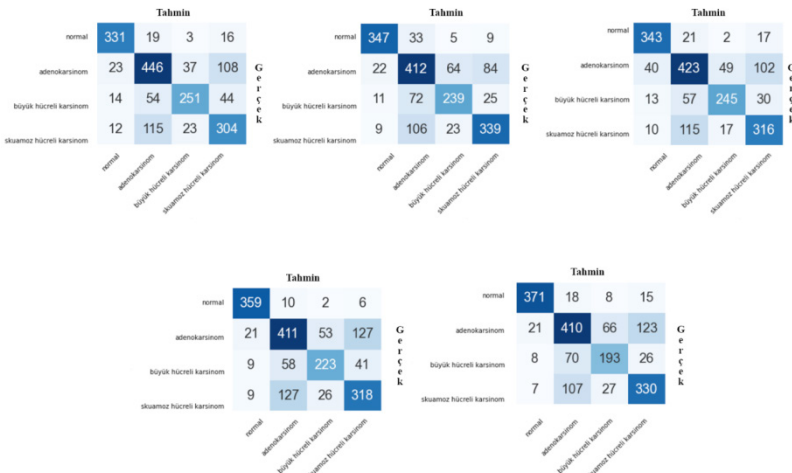 Tahmin
normal 331 19 3 16
adenokarsinom 23 446 37 108
büyük hücreli karsinom 14 54 251 44
skuamoz hücreli karsinom 12 115 23 304
normal
adenokarsinom
büyük hücreli karsinom
skuamoz hücreli karsinom
Gerçek
Tahmin
normal 347 33 5 9
adenokarsinom 22 412 64 84
büyük hücreli karsinom 11 72 239 25
skuamoz hücreli karsinom 9 106 23 339
normal
adenokarsinom
büyük hücreli karsinom
skuamoz hücreli karsinom
Gerçek
Tahmin
normal 343 21 2 17
adenokarsinom 40 423 49 102
büyük hücreli karsinom 13 57 245 30
skuamoz hücreli karsinom 10 115 17 316
normal
adenokarsinom
büyük hücreli karsinom
skuamoz hücreli karsinom
Gerçek
Tahmin
normal 359 10 2 6
adenokarsinom 21 411 53 127
büyük hücreli karsinom 9 58 223 41
skuamoz hücreli karsinom 9 127 26 318
normal
adenokarsinom
büyük hücreli karsinom
skuamoz hücreli karsinom
Gerçek
Tahmin
normal 371 18 8 15
adenokarsinom 21 410 66 123
büyük hücreli karsinom 8 70 193 26
skuamoz hücreli karsinom 7 107 27 330
normal
adenokarsinom
büyük hücreli karsinom
skuamoz hücreli karsinom
Gerçek